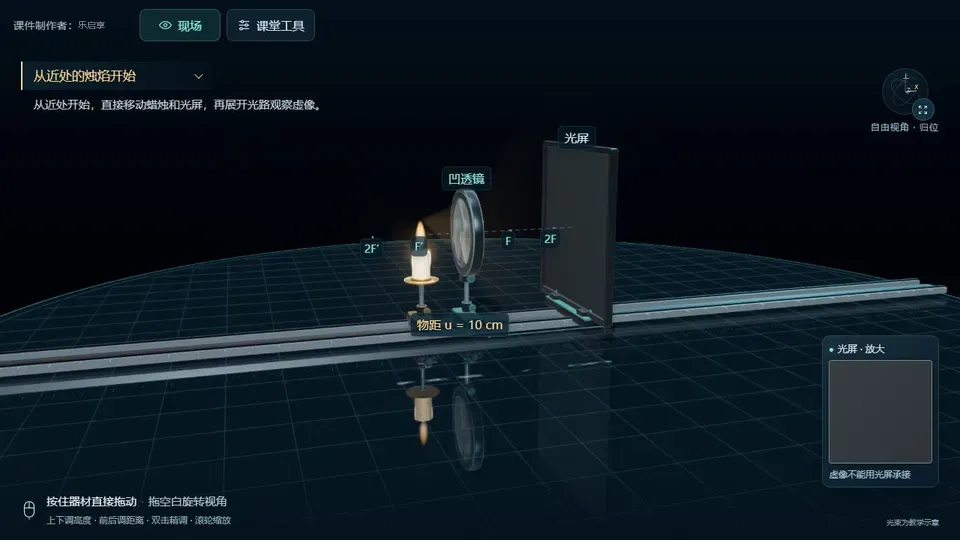 课件制作者：乐启享
现场
课堂工具
从近处的烛焰开始
从近处开始，直接移动蜡烛和光屏，再展开光路观察虚像。
自由视角 · 归位
光屏
凹透镜
2F'
F'
F
2F
物距 u = 10 cm
光屏 · 放大
虚像不能用光屏承接
按住器材直接拖动 · 拖空白旋转视角
上下调高度 · 前后调距离 · 双击精调 · 滚轮缩放
光束为教学示意